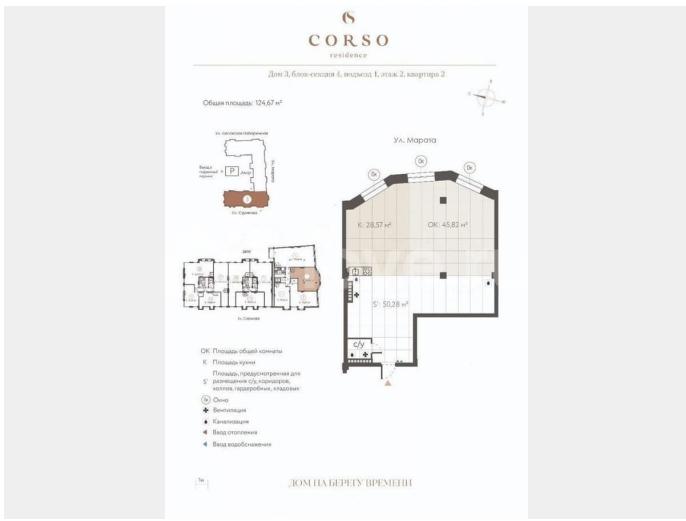 CORSO
residence
Дом 3, блок-секция 4, подъезд 1, этаж 2, квартира 2
Общая площадь: 124,67 м²
Ул. Марата
P
3
Ок
Ок
Ок
К: 28,57 м²
ОК: 45,82 м²
S': 50,28 м²
с/у
ОК Площадь общей комнаты
К Площадь кухни
S' Площадь, предусмотренная для
размещения с/у, коридоров,
холлов, гардеробных, кладовых
Ок Окно
Вентиляция
Канализация
Ввод отопления
Ввод водоснабжения
1м
ДОМ НА БЕРЕГУ ВРЕМЕНИ